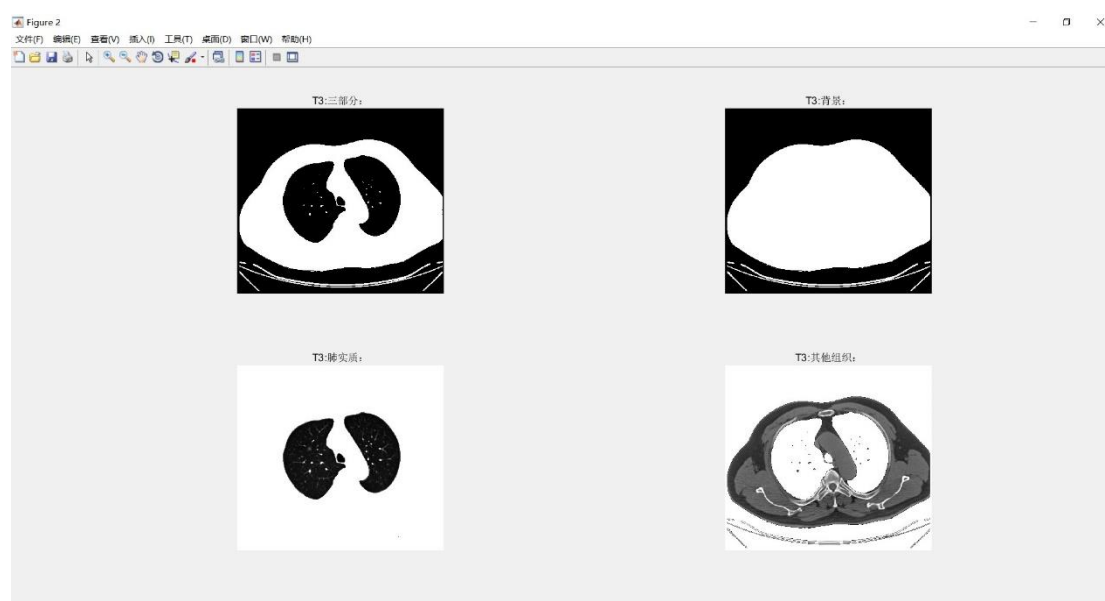 Figure 2
文件(F) 编辑(E) 查看(V) 插入(I) 工具(T) 桌面(D) 窗口(W) 帮助(H)
T3:三部分：
T3:背景：
T3:肺实质：
T3:其他组织：